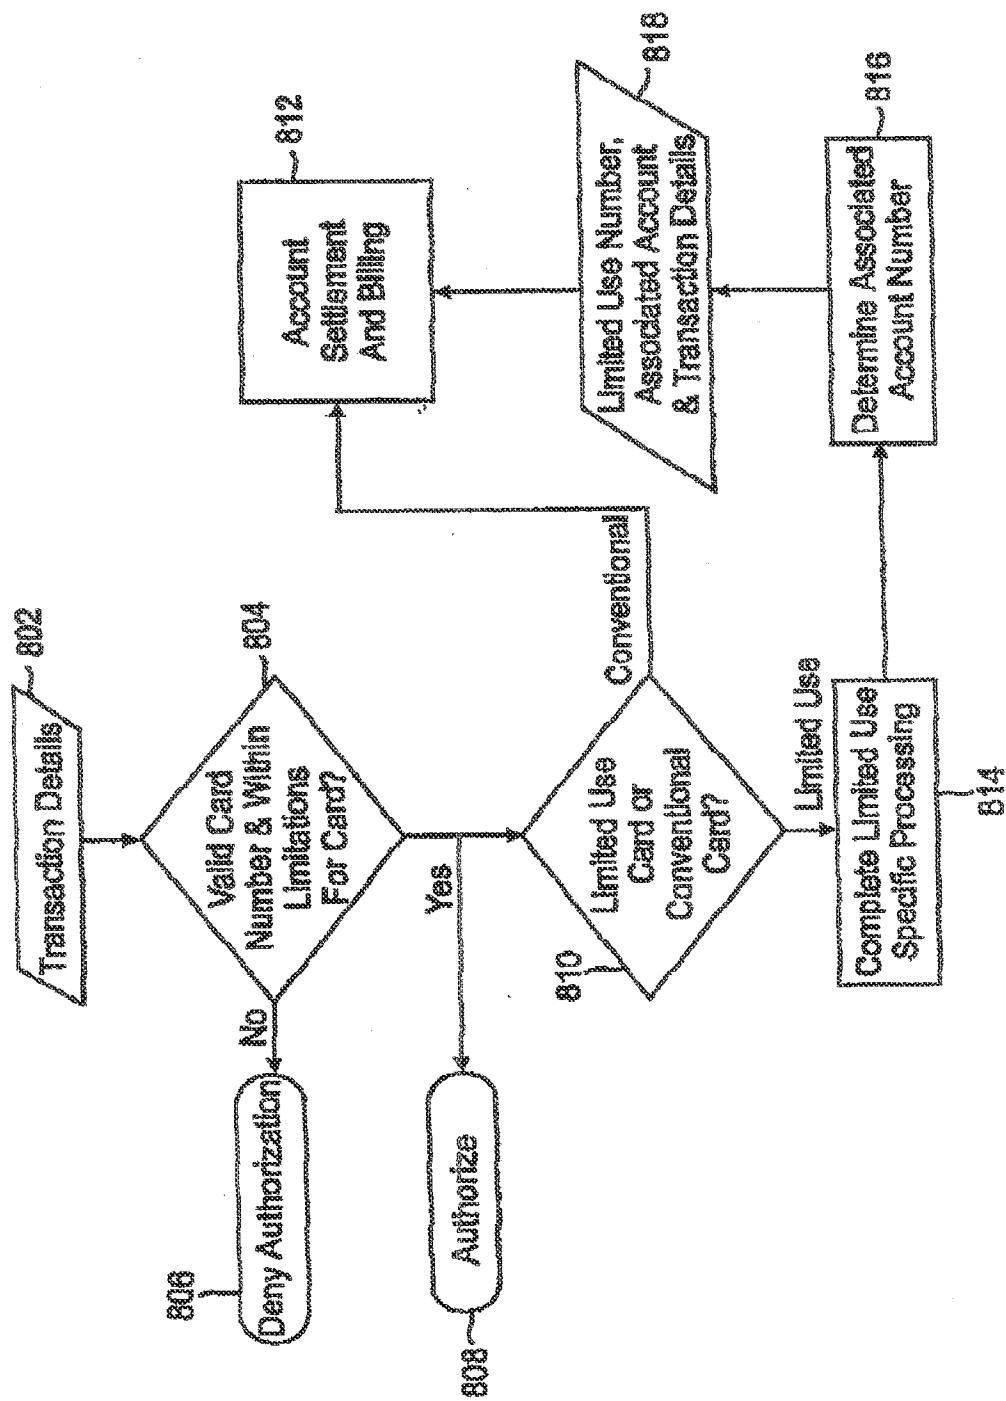 802
Transaction Details
804
Valid Card
Number & Within
Limitations
For Card?
No
806
Deny Authorization
Yes
808
Authorize
810
Limited Use
Card or
Conventional
Card?
Conventional
812
Account
Settlement
And Billing
Limited Use
Complete Limited Use
Specific Processing
814
Determine Associated
Account Number
816
Limited Use Number,
Associated Account
& Transaction Details
818